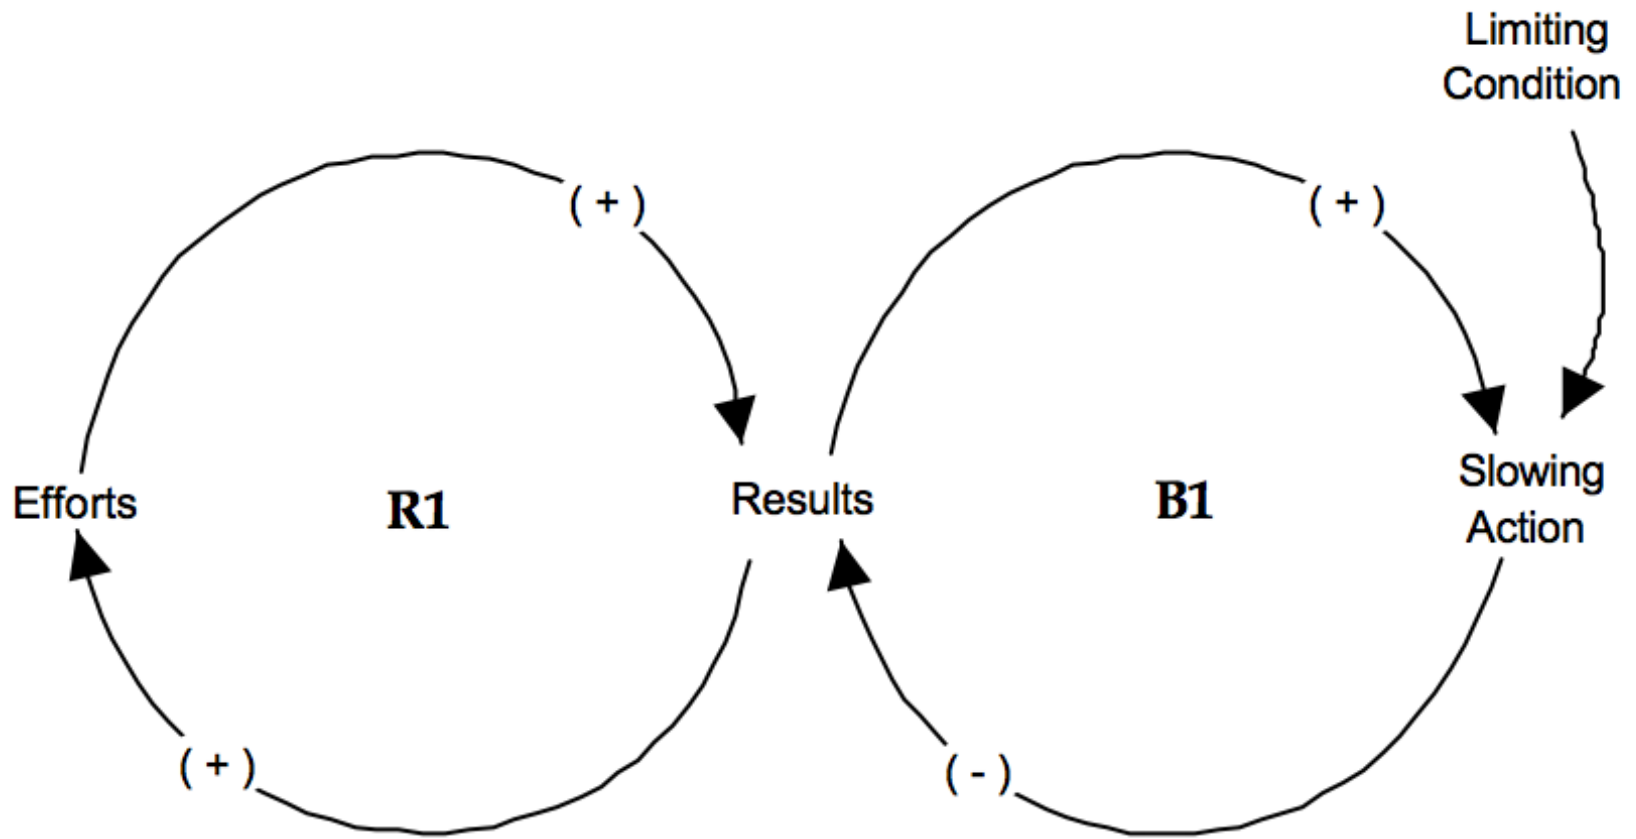 Limiting
Condition
( + )
( + )
Efforts
R1
Results
B1
Slowing
Action
( + )
( - )